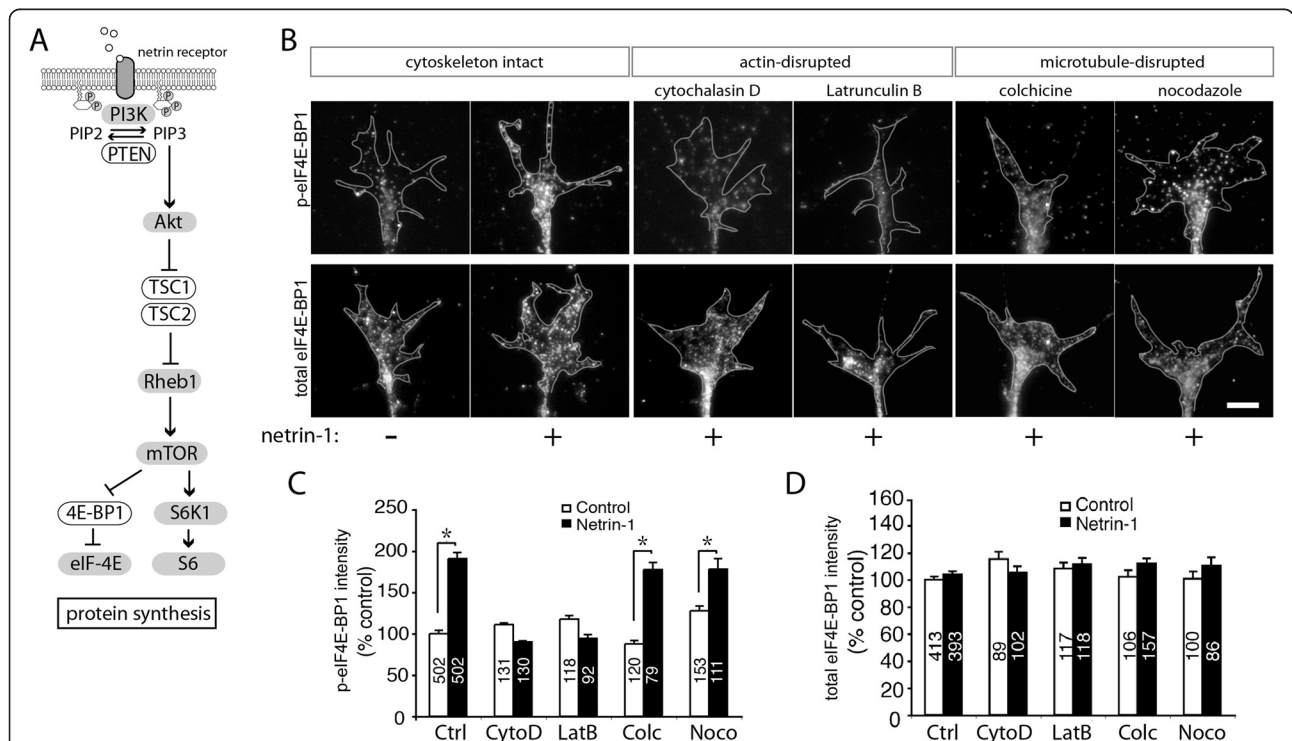 A
netrin receptor
P
P
P
P
P
PI3K
PIP2
PIP3
PTEN
Akt
TSC1
TSC2
Rheb1
mTOR
4E-BP1
S6K1
eIF-4E
S6
protein synthesis
B
cytoskeleton intact
actin-disrupted
microtubule-disrupted
cytochalasin D
Latrunculin B
colchicine
nocodazole
p-eIF4E-BP1
total eIF4E-BP1
netrin-1:
-
+
+
+
+
+
C
p-eIF4E-BP1 intensity
(% control)
250
200
150
100
50
0
Control
Netrin-1
*
*
*
502
502
131
130
118
92
120
79
153
111
Ctrl
CytoD
LatB
Colc
Noco
D
total eIF4E-BP1 intensity
(% control)
160
140
120
100
80
60
40
20
0
Control
Netrin-1
413
393
89
102
117
118
106
157
100
86
Ctrl
CytoD
LatB
Colc
Noco